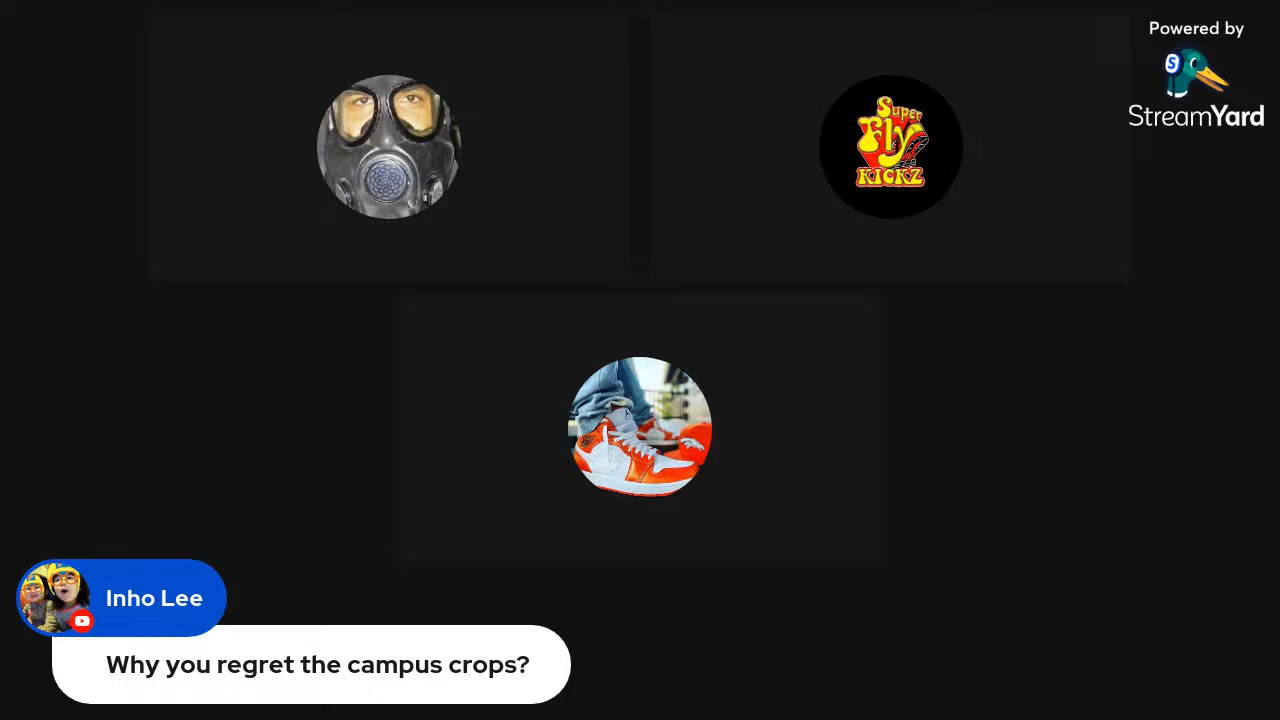 Powered by
StreamYard
Super
Fly
KICKZ
Inho Lee
Why you regret the campus crops?